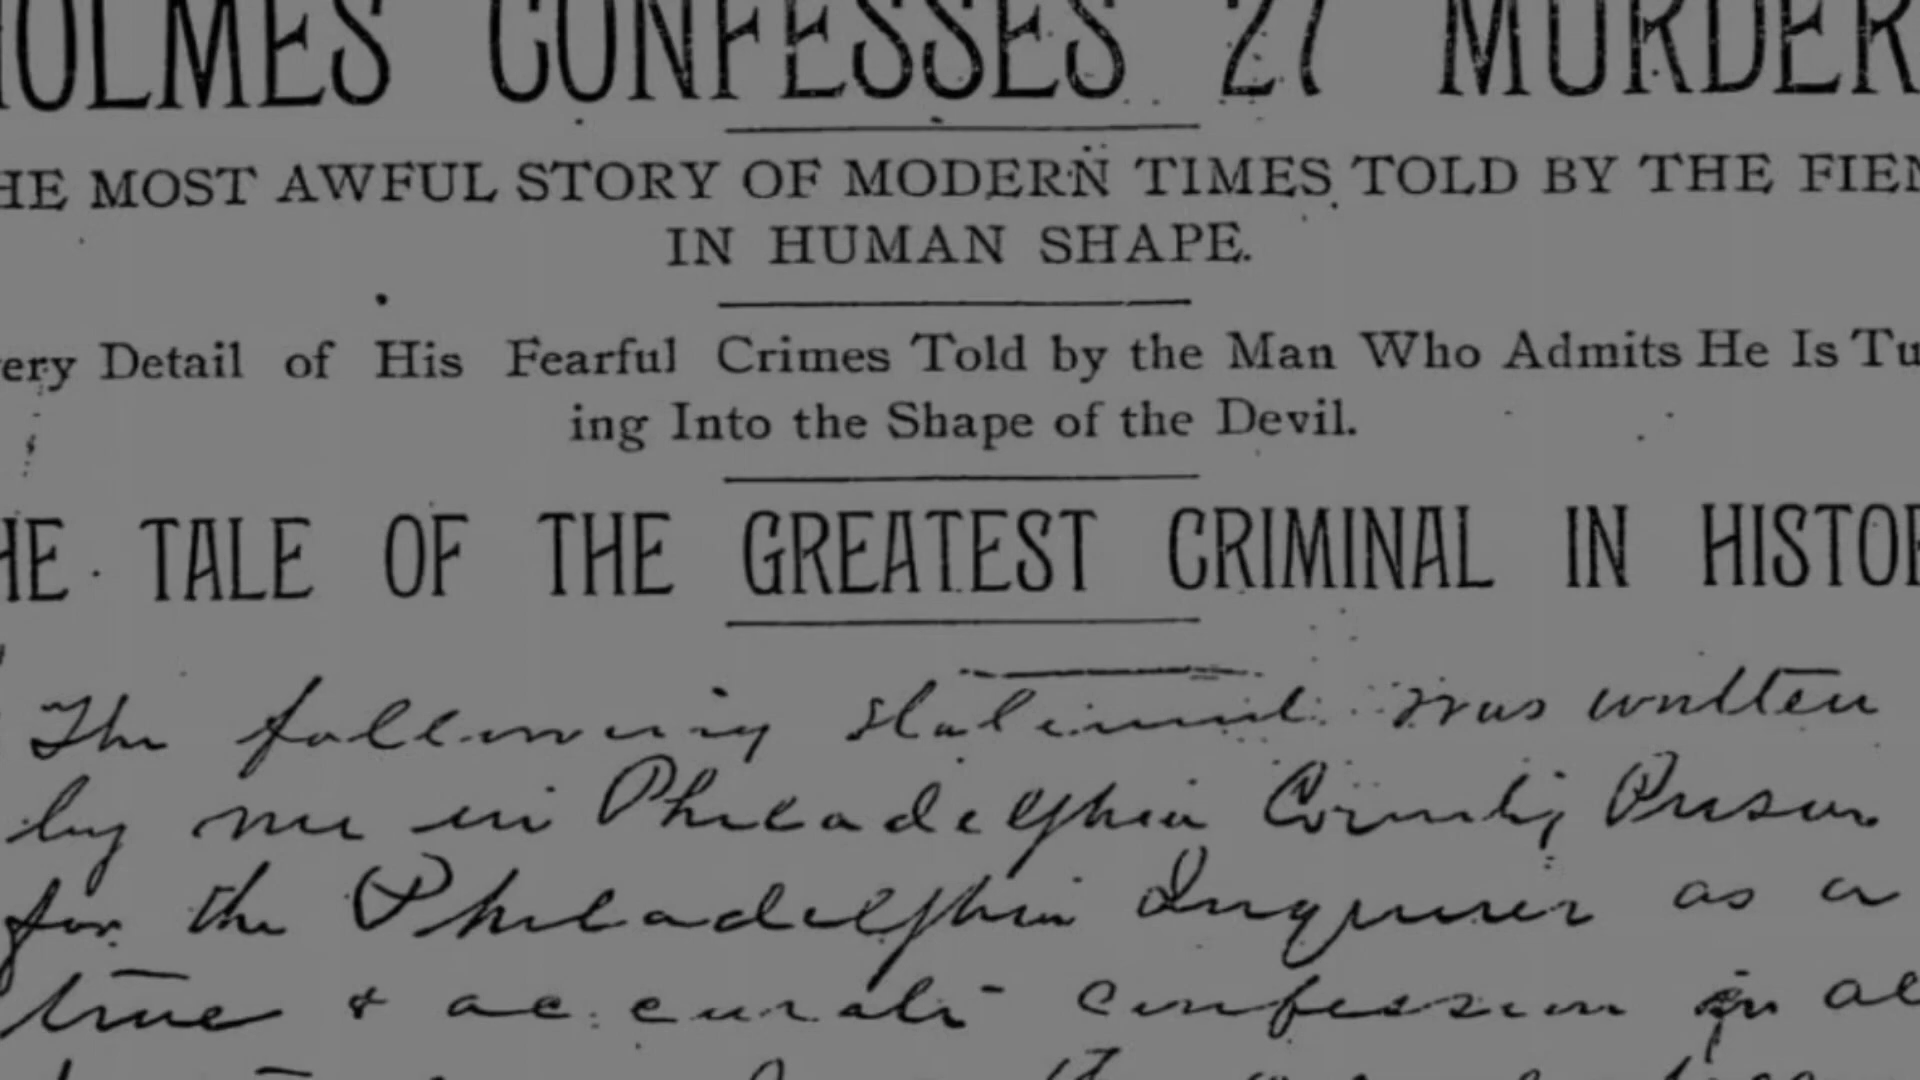 OLMES CONFESSES 27 MURDER
HE MOST AWFUL STORY OF MODERN TIMES TOLD BY THE FIEN
IN HUMAN SHAPE.
ery Detail of His Fearful Crimes Told by the Man Who Admits He Is Tu
ing Into the Shape of the Devil.
HE TALE OF THE GREATEST CRIMINAL IN HISTOR
The following statement was written
by me in Philadelphia County Prison
for the Philadelphia Inquirer as a
true & accurate confession in al